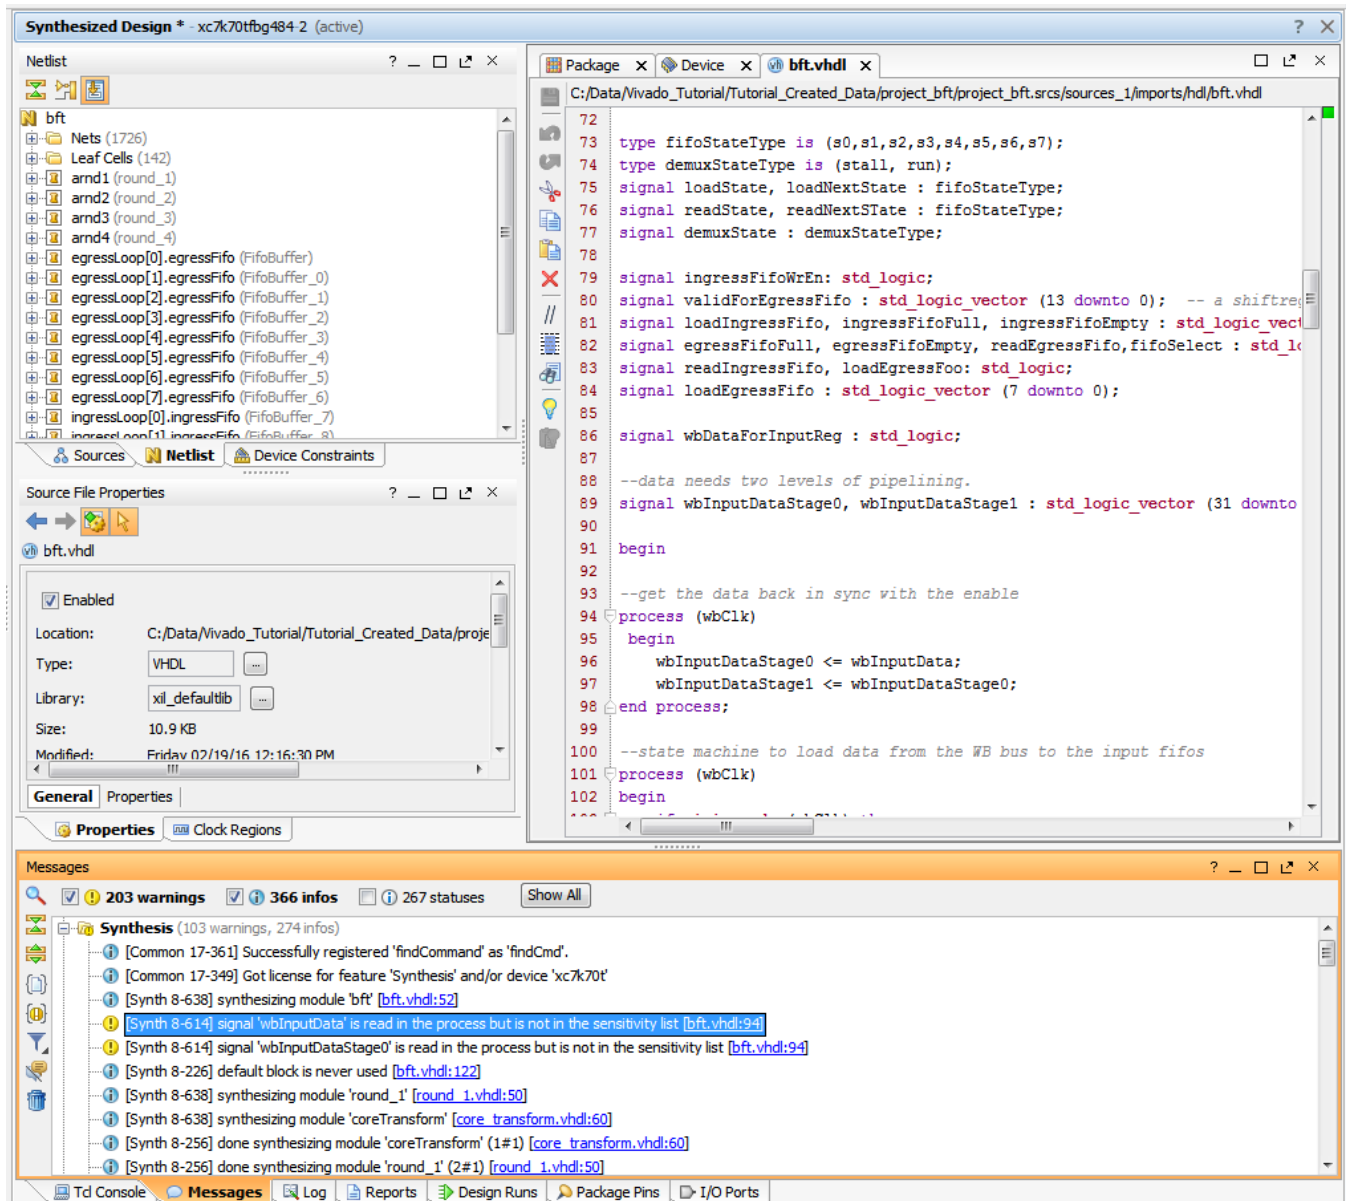 Synthesized Design * - xc7k70tfbg484-2 (active)
Netlist
bft
Nets (1726)
Leaf Cells (142)
arnd1 (round_1)
arnd2 (round_2)
arnd3 (round_3)
arnd4 (round_4)
egressLoop[0].egressFifo (FifoBuffer)
egressLoop[1].egressFifo (FifoBuffer_0)
egressLoop[2].egressFifo (FifoBuffer_1)
egressLoop[3].egressFifo (FifoBuffer_2)
egressLoop[4].egressFifo (FifoBuffer_3)
egressLoop[5].egressFifo (FifoBuffer_4)
egressLoop[6].egressFifo (FifoBuffer_5)
egressLoop[7].egressFifo (FifoBuffer_6)
ingressLoop[0].ingressFifo (FifoBuffer_7)
ingressLoop[1].ingressFifo (FifoBuffer_8)
Sources Netlist Device Constraints
Source File Properties
bft.vhdl
Enabled
Location: C:/Data/Vivado_Tutorial/Tutorial_Created_Data/proje
Type: VHDL ...
Library: xil_defaultlib ...
Size: 10.9 KB
Modified: Friday 02/19/16 12:16:30 PM
General Properties
Properties Clock Regions
Package Device bft.vhdl
C:/Data/Vivado_Tutorial/Tutorial_Created_Data/project_bft/project_bft.srcs/sources_1/imports/hdl/bft.vhdl
72
73 type fifoStateType is (s0,s1,s2,s3,s4,s5,s6,s7);
74 type demuxStateType is (stall, run);
75 signal loadState, loadNextState : fifoStateType;
76 signal readState, readNextSTate : fifoStateType;
77 signal demuxState : demuxStateType;
78
79 signal ingressFifoWrEn: std_logic;
80 signal validForEgressFifo : std_logic_vector (13 downto 0); -- a shiftreg
81 signal loadIngressFifo, ingressFifoFull, ingressFifoEmpty : std_logic_vect
82 signal egressFifoFull, egressFifoEmpty, readEgressFifo,fifoSelect : std_lo
83 signal readIngressFifo, loadEgressFoo: std_logic;
84 signal loadEgressFifo : std_logic_vector (7 downto 0);
85
86 signal wbDataForInputReg : std_logic;
87
88 --data needs two levels of pipelining.
89 signal wbInputDataStage0, wbInputDataStage1 : std_logic_vector (31 downto
90
91 begin
92
93 --get the data back in sync with the enable
94 process (wbClk)
95 begin
96 wbInputDataStage0 <= wbInputData;
97 wbInputDataStage1 <= wbInputDataStage0;
98 end process;
99
100 --state machine to load data from the WB bus to the input fifos
101 process (wbClk)
102 begin
Messages
203 warnings 366 infos 267 statuses Show All
Synthesis (103 warnings, 274 infos)
[Common 17-361] Successfully registered 'findCommand' as 'findCmd'.
[Common 17-349] Got license for feature 'Synthesis' and/or device 'xc7k70t'
[Synth 8-638] synthesizing module 'bft' [bft.vhdl:52]
[Synth 8-614] signal 'wbInputData' is read in the process but is not in the sensitivity list [bft.vhdl:94]
[Synth 8-614] signal 'wbInputDataStage0' is read in the process but is not in the sensitivity list [bft.vhdl:94]
[Synth 8-226] default block is never used [bft.vhdl:122]
[Synth 8-638] synthesizing module 'round_1' [round_1.vhdl:50]
[Synth 8-638] synthesizing module 'coreTransform' [core_transform.vhdl:60]
[Synth 8-256] done synthesizing module 'coreTransform' (1#1) [core_transform.vhdl:60]
[Synth 8-256] done synthesizing module 'round_1' (2#1) [round_1.vhdl:50]
Tcl Console Messages Log Reports Design Runs Package Pins I/O Ports